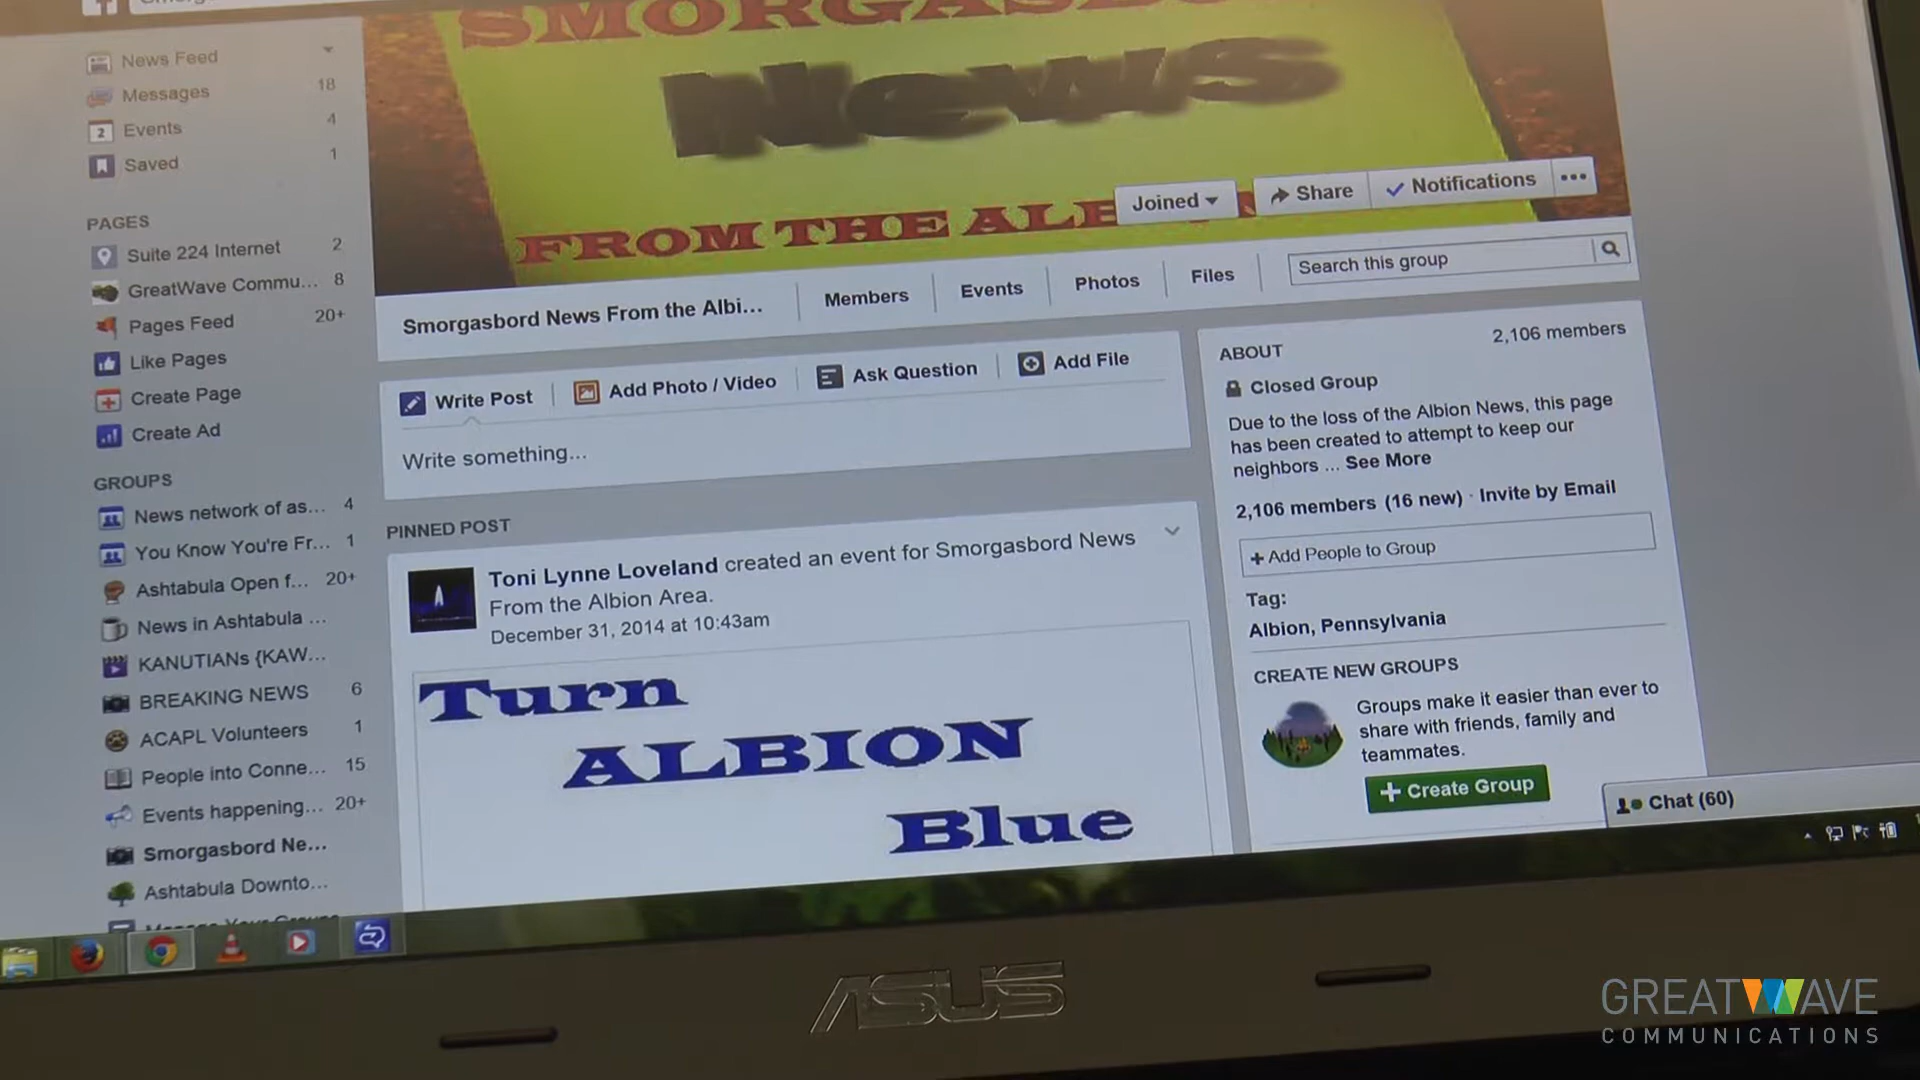 SMORGASBO
News
FROM THE ALB
Joined
Share
Notifications
News Feed
Messages 18
2 Events 4
Saved 1
PAGES
Suite 224 Internet 2
GreatWave Commu... 8
Pages Feed 20+
Like Pages
Create Page
Create Ad
GROUPS
News network of as... 4
You Know You're Fr... 1
Ashtabula Open f... 20+
News in Ashtabula ...
KANUTIANs {KAW...
BREAKING NEWS 6
ACAPL Volunteers 1
People into Conne... 15
Events happening... 20+
Smorgasbord Ne...
Ashtabula Downto...
Smorgasbord News From the Albi...
Members
Events
Photos
Files
Search this group
Write Post
Add Photo / Video
Ask Question
Add File
Write something...
PINNED POST
Toni Lynne Loveland created an event for Smorgasbord News
From the Albion Area.
December 31, 2014 at 10:43am
Turn
ALBION
Blue
ABOUT 2,106 members
Closed Group
Due to the loss of the Albion News, this page
has been created to attempt to keep our
neighbors ... See More
2,106 members (16 new) · Invite by Email
+ Add People to Group
Tag:
Albion, Pennsylvania
CREATE NEW GROUPS
Groups make it easier than ever to
share with friends, family and
teammates.
Create Group
Chat (60)
ASUS
GREATWAVE
COMMUNICATIONS